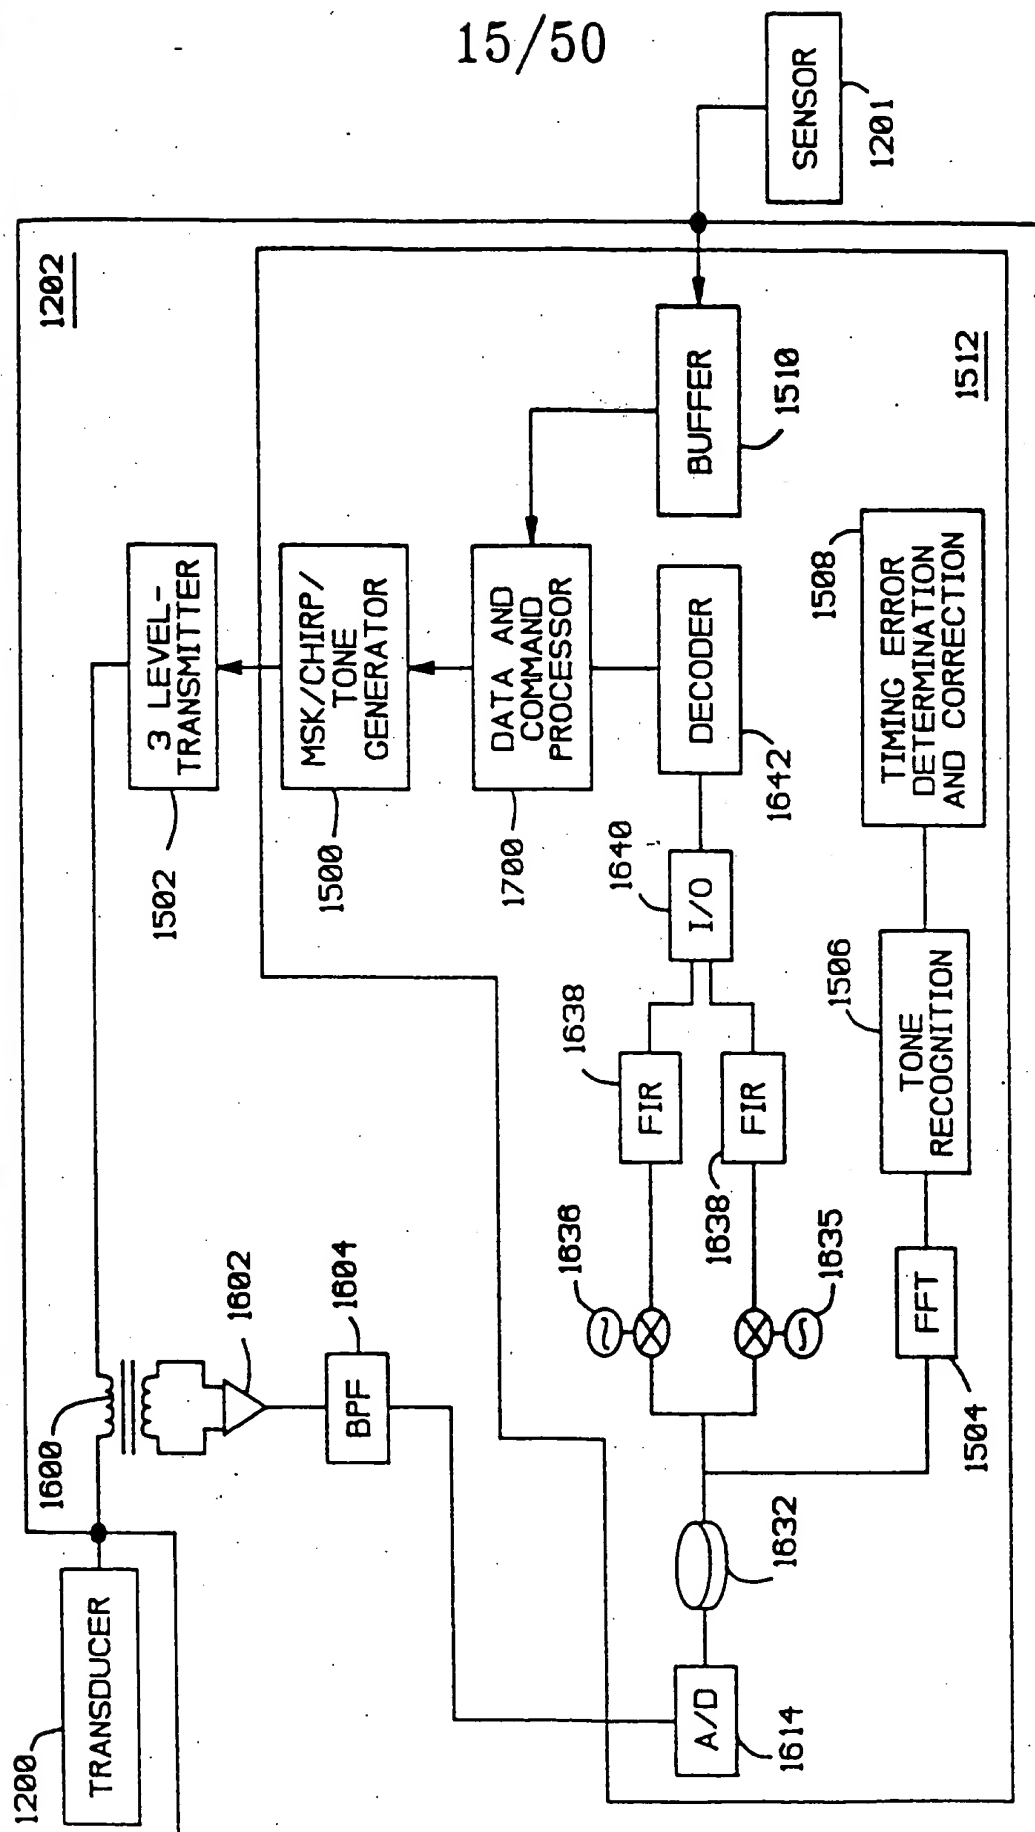 15/50
1202
TRANSDUCER
1200
1600
1602
BPF
1604
3 LEVEL-
TRANSMITTER
1502
MSK/CHIRP/
TONE
GENERATOR
1500
DATA AND
COMMAND
PROCESSOR
1700
BUFFER
1510
SENSOR
1201
A/D
1614
1632
1636
1635
FIR
1638
FIR
1638
I/O
1640
DECODER
1642
FFT
1504
TONE
RECOGNITION
1506
TIMING ERROR
DETERMINATION
AND CORRECTION
1508
1512